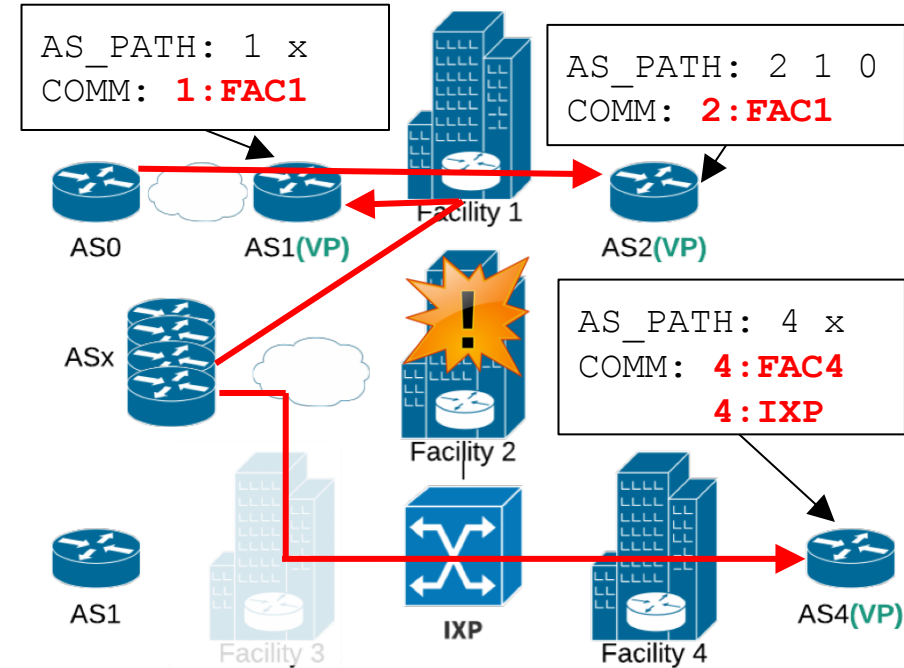 AS_PATH: 1 x
COMM: 1:FAC1
AS_PATH: 2 1 0
COMM: 2:FAC1
Facility 1
AS0
AS1(VP)
AS2(VP)
!
AS_PATH: 4 x
COMM: 4:FAC4
4:IXP
ASx
Facility 2
AS1
Facility 3
IXP
Facility 4
AS4(VP)